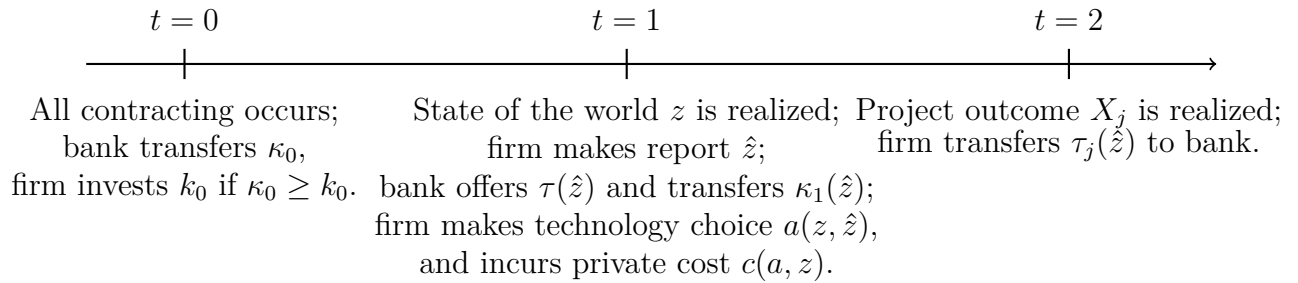 t = 0
t = 1
t = 2
All contracting occurs;
bank transfers κ₀,
firm invests k₀ if κ₀ ≥ k₀.
State of the world z is realized;
firm makes report ẑ;
bank offers τ(ẑ) and transfers κ₁(ẑ);
firm makes technology choice a(z, ẑ),
and incurs private cost c(a, z).
Project outcome Xⱼ is realized;
firm transfers τⱼ(ẑ) to bank.